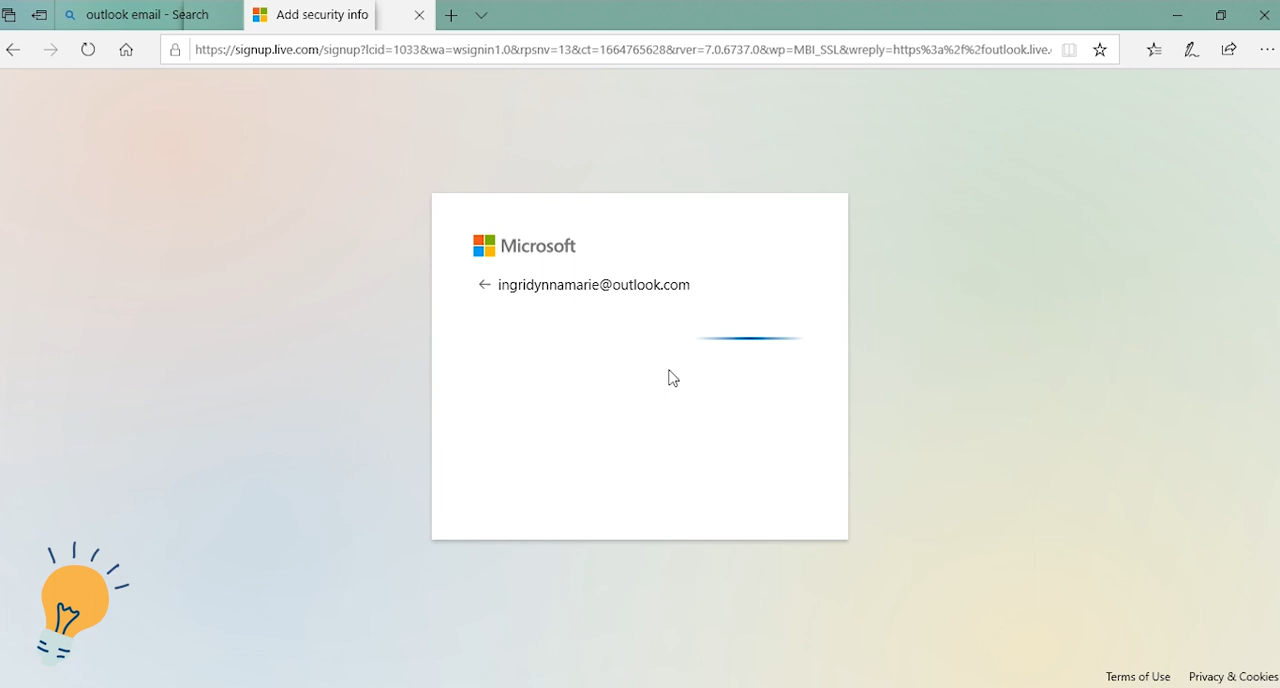 outlook email - Search
Add security info
https://signup.live.com/signup?lcid=1033&wa=wsignin1.0&rpsnv=13&ct=1664765628&rver=7.0.6737.0&wp=MBI_SSL&wreply=https%3a%2f%2foutlook.live.
Microsoft
ingridynnamarie@outlook.com
Terms of Use Privacy & Cookies